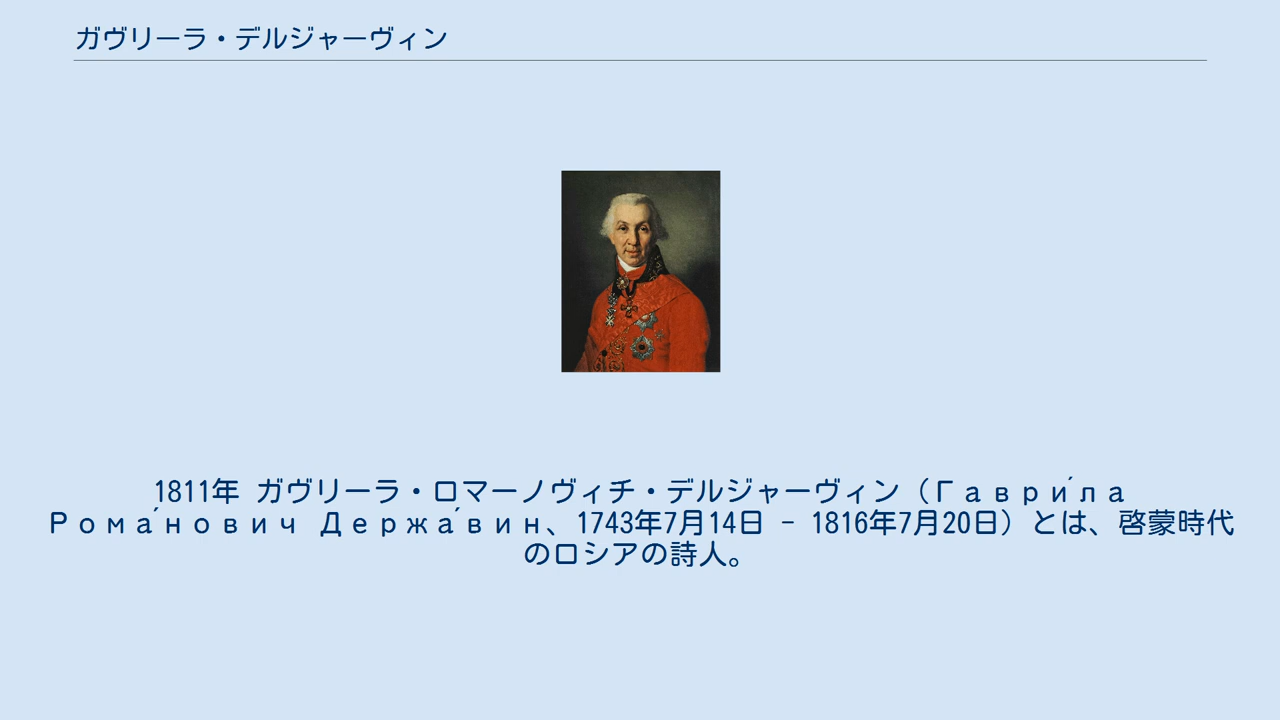 ガヴリーラ・デルジャーヴィン
1811年 ガヴリーラ・ロマーノヴィチ・デルジャーヴィン（Гаври́ла
Рома́нович Держа́вин、1743年7月14日 - 1816年7月20日）とは、啓蒙時代
のロシアの詩人。